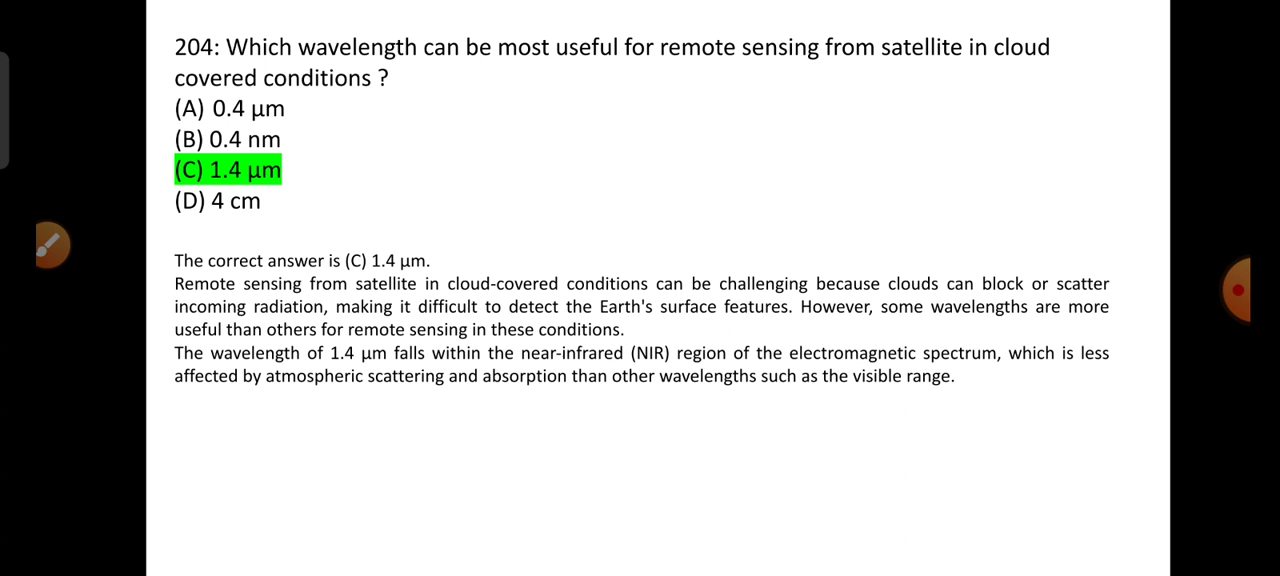 204: Which wavelength can be most useful for remote sensing from satellite in cloud
covered conditions ?
(A) 0.4 μm
(B) 0.4 nm
(C) 1.4 μm
(D) 4 cm
The correct answer is (C) 1.4 μm.
Remote sensing from satellite in cloud-covered conditions can be challenging because clouds can block or scatter
incoming radiation, making it difficult to detect the Earth's surface features. However, some wavelengths are more
useful than others for remote sensing in these conditions.
The wavelength of 1.4 μm falls within the near-infrared (NIR) region of the electromagnetic spectrum, which is less
affected by atmospheric scattering and absorption than other wavelengths such as the visible range.